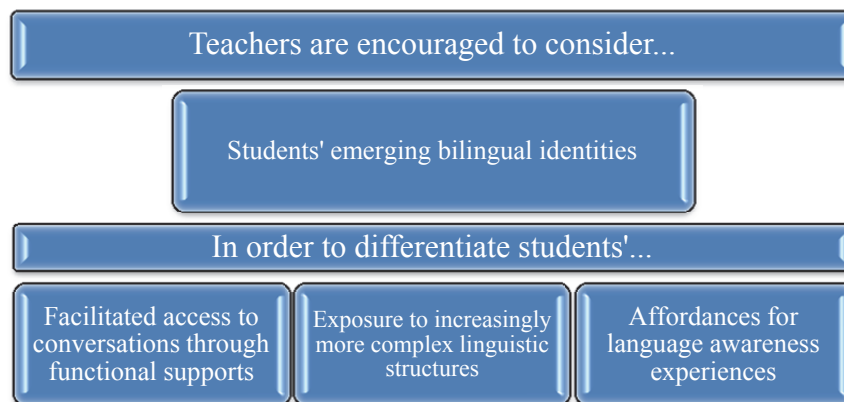 Teachers are encouraged to consider...
Students' emerging bilingual identities
In order to differentiate students'...
Facilitated access to
conversations through
functional supports
Exposure to increasingly
more complex linguistic
structures
Affordances for
language awareness
experiences